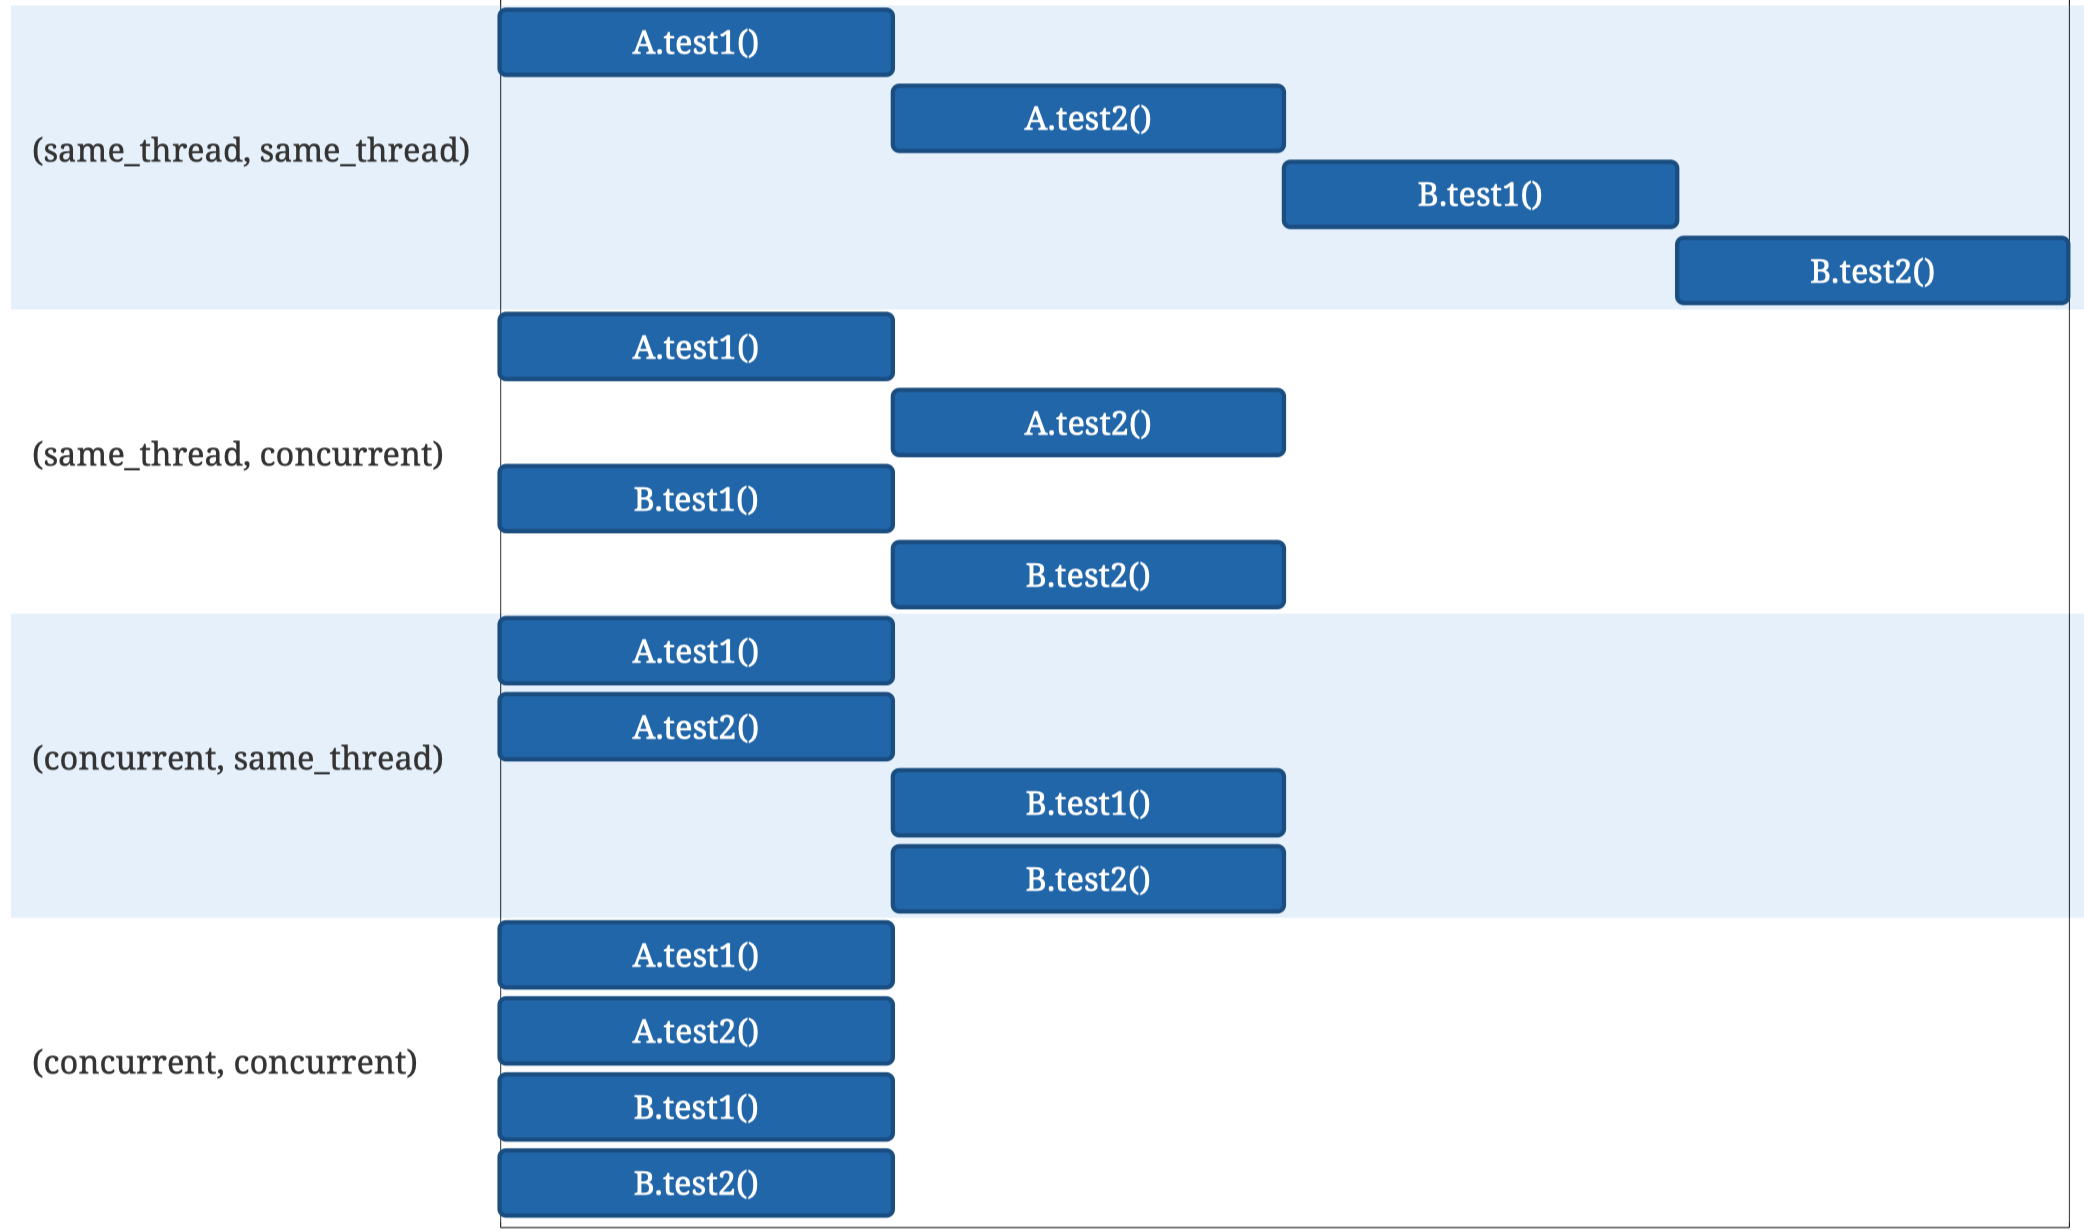 A.test1()
A.test2()
(same_thread, same_thread)
B.test1()
B.test2()
A.test1()
A.test2()
(same_thread, concurrent)
B.test1()
B.test2()
A.test1()
A.test2()
(concurrent, same_thread)
B.test1()
B.test2()
A.test1()
A.test2()
(concurrent, concurrent)
B.test1()
B.test2()